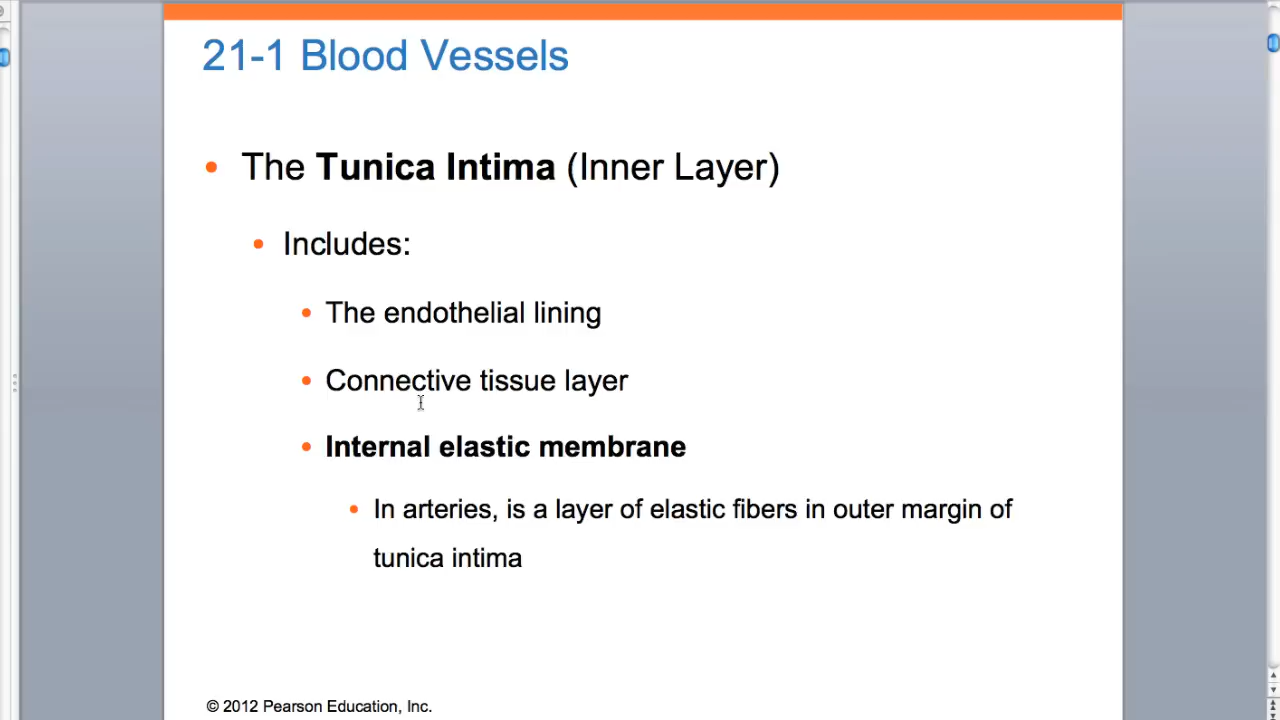 21-1 Blood Vessels
• The Tunica Intima (Inner Layer)
• Includes:
• The endothelial lining
• Connective tissue layer
• Internal elastic membrane
• In arteries, is a layer of elastic fibers in outer margin of
tunica intima
© 2012 Pearson Education, Inc.